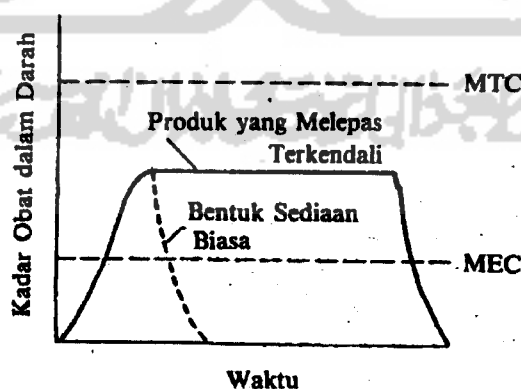 Kadar Obat dalam Darah
MTC
Produk yang Melepas
Terkendali
Bentuk Sediaan
Biasa
MEC
Waktu